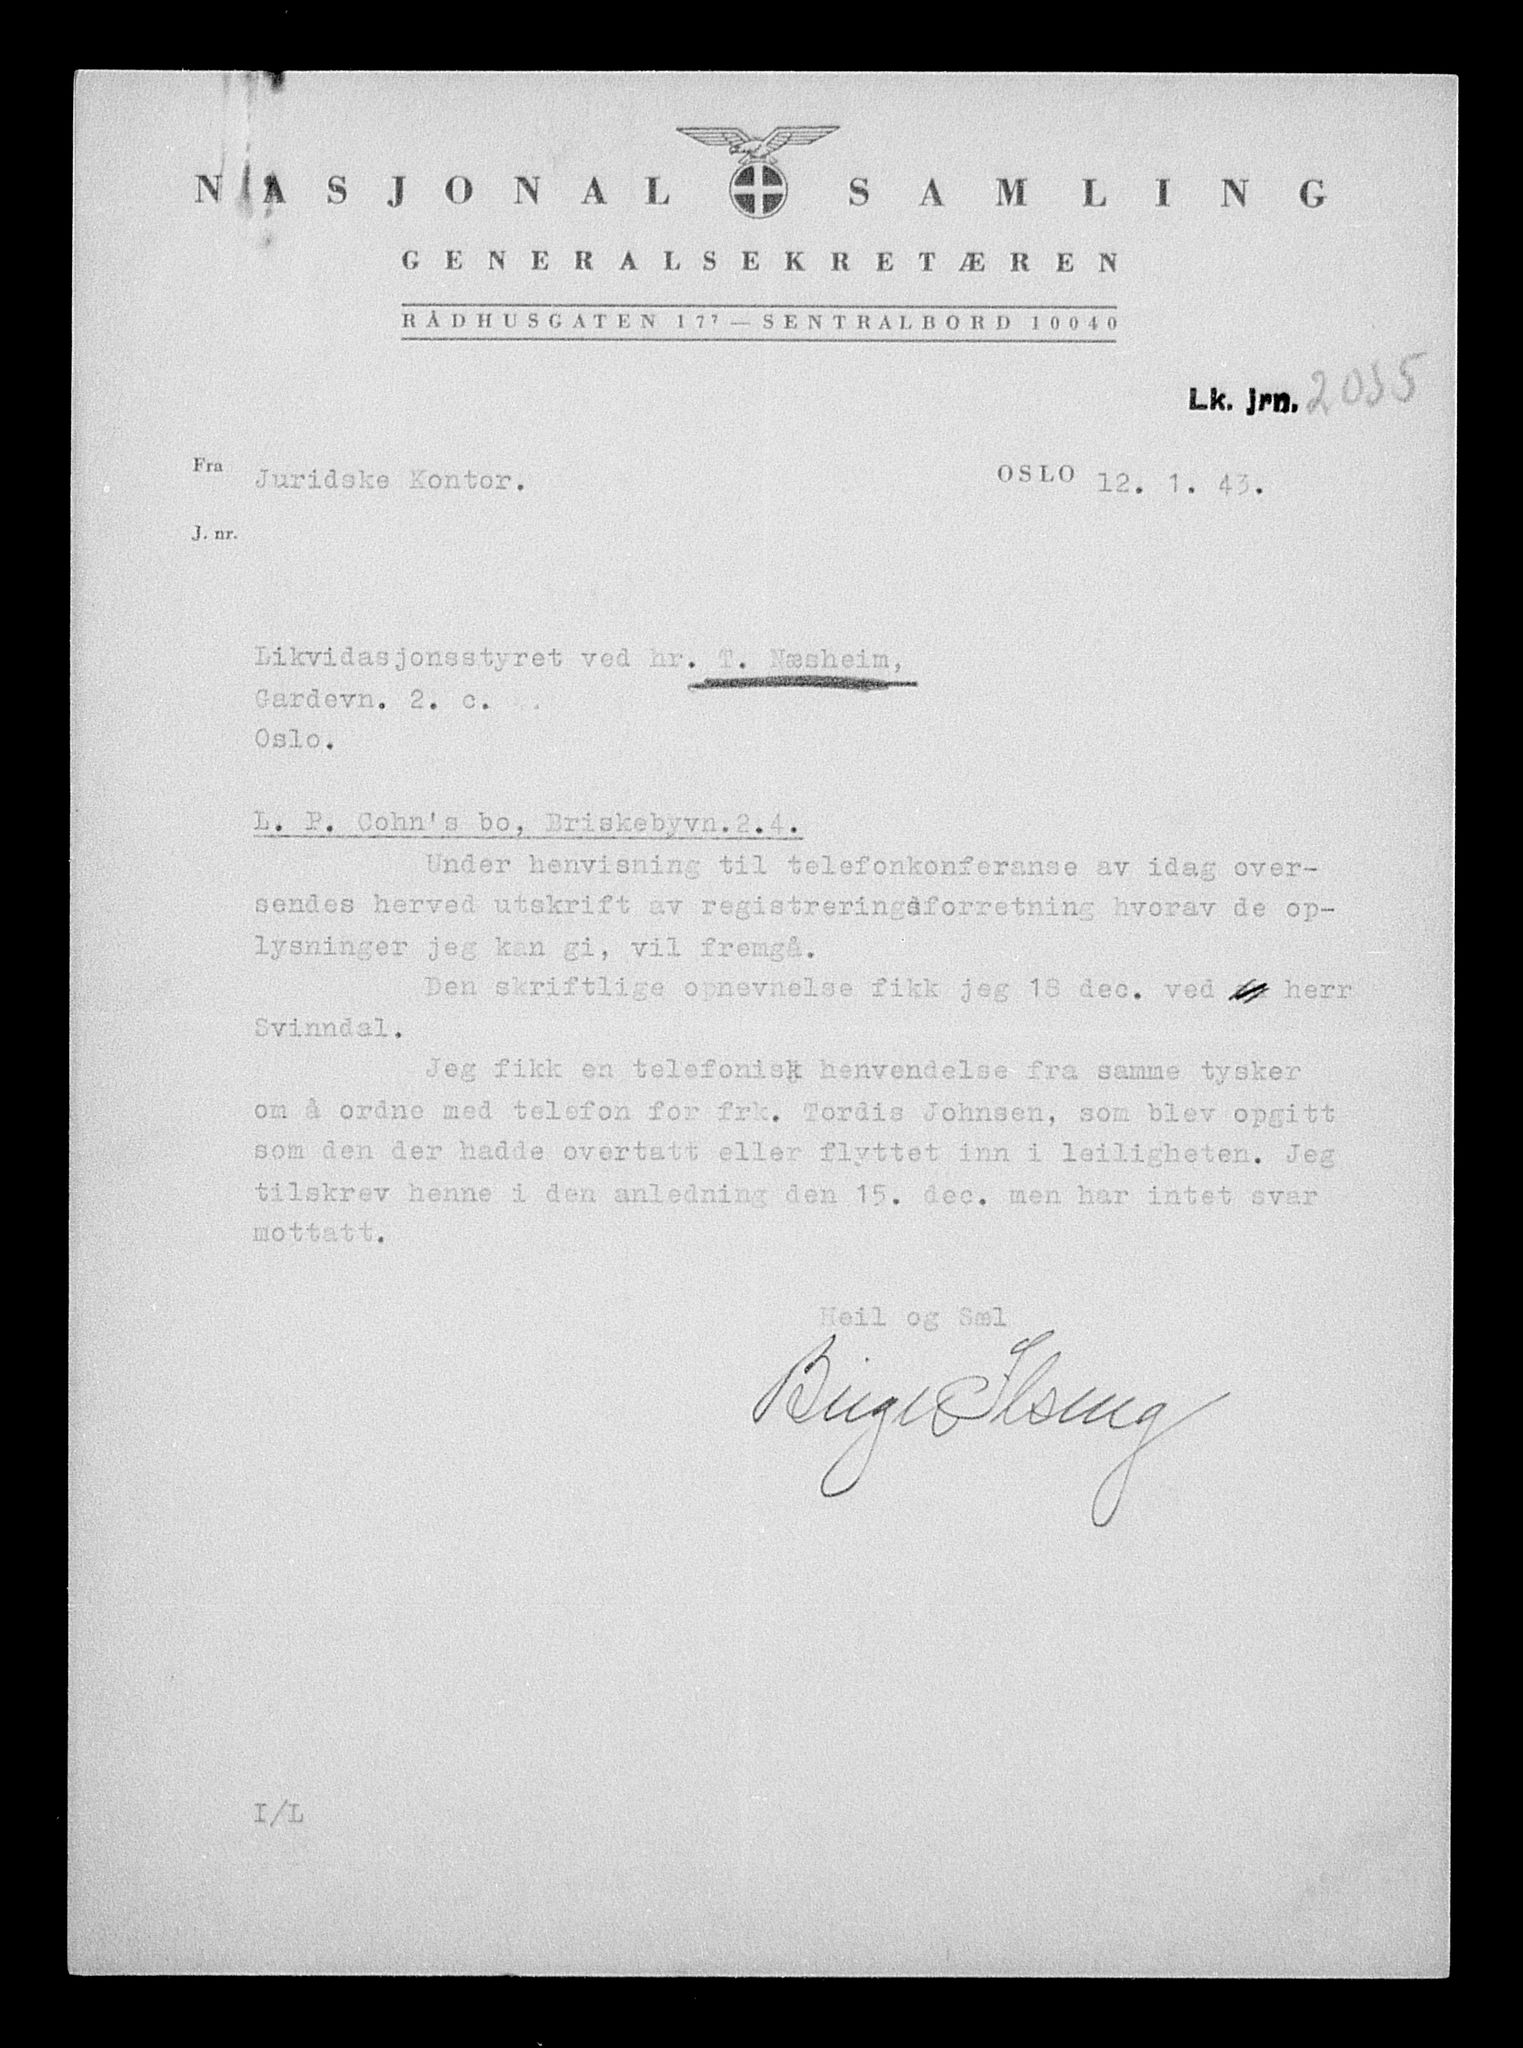 NASJONAL SAMLING
GENERALSEKRETÆREN
RÅDHUSGATEN 17⁷ — SENTRALBORD 10040
Lk. jrn. 2035
Fra Juridske Kontor.
OSLO 12. 1. 43.
J. nr.
Likvidasjonsstyret ved hr. T. Næsheim,
Gardevn. 2. c.
Oslo.
L. P. Cohn's bo, Briskebyvn.2.4.
Under henvisning til telefonkonferanse av idag over-
sendes herved utskrift av registreringsforretning hvorav de op-
lysninger jeg kan gi, vil fremgå.
Den skriftlige opnevnelse fikk jeg 18 dec. ved herr
Svinndal.
Jeg fikk en telefonisk henvendelse fra samme tysker
om å ordne med telefon for frk. Tordis Johnsen, som blev opgitt
som den der hadde overtatt eller flyttet inn i leiligheten. Jeg
tilskrev henne i den anledning den 15. dec. men har intet svar
mottatt.
Heil og Sæl
Birger Ilseng
I/L